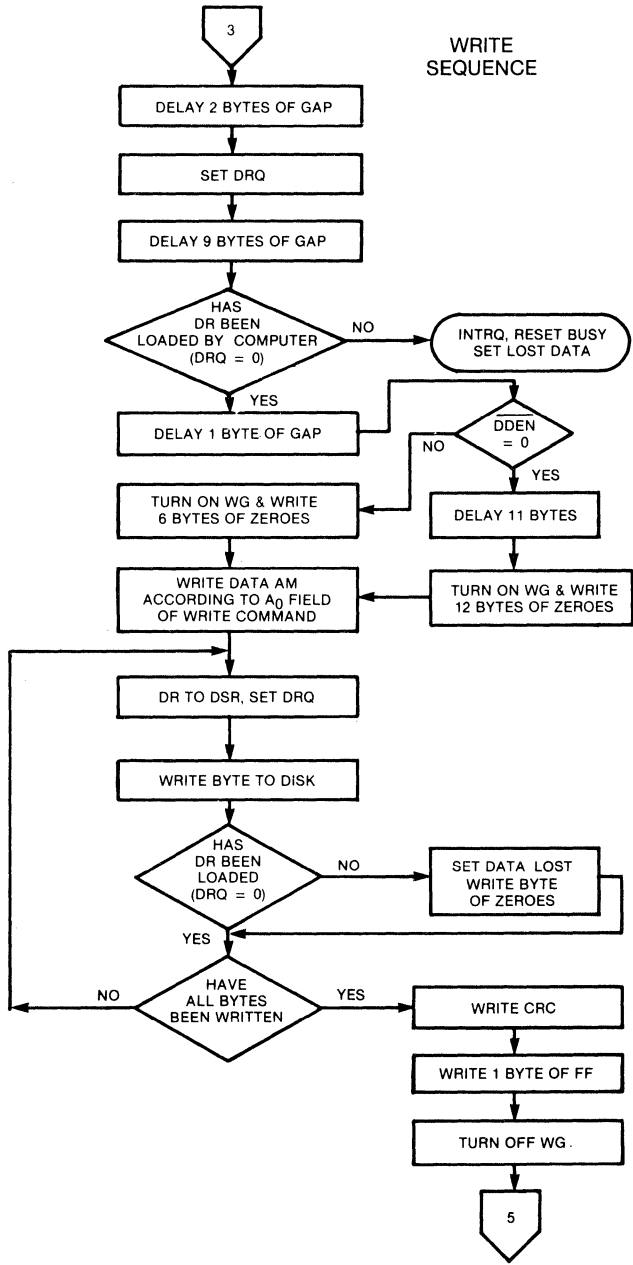 3
WRITE
SEQUENCE
DELAY 2 BYTES OF GAP
SET DRQ
DELAY 9 BYTES OF GAP
HAS
DR BEEN
LOADED BY COMPUTER
(DRQ = 0)
NO
INTRQ, RESET BUSY
SET LOST DATA
YES
DELAY 1 BYTE OF GAP
DDEN
= 0
NO
YES
TURN ON WG & WRITE
6 BYTES OF ZEROES
DELAY 11 BYTES
WRITE DATA AM
ACCORDING TO A0 FIELD
OF WRITE COMMAND
TURN ON WG & WRITE
12 BYTES OF ZEROES
DR TO DSR, SET DRQ
WRITE BYTE TO DISK
HAS
DR BEEN
LOADED
(DRQ = 0)
NO
SET DATA LOST
WRITE BYTE
OF ZEROES
YES
HAVE
ALL BYTES
BEEN WRITTEN
NO
YES
WRITE CRC
WRITE 1 BYTE OF FF
TURN OFF WG.
5